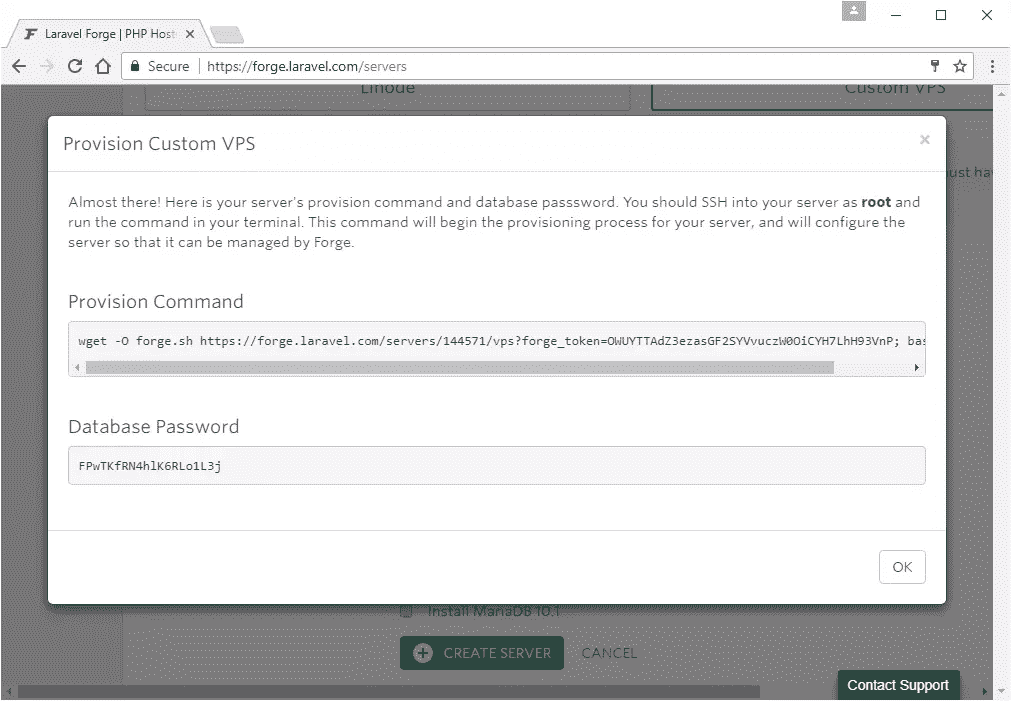 Laravel Forge | PHP Host
Secure | https://forge.laravel.com/servers
Linode
Custom VPS
Provision Custom VPS
×
ust hav
Almost there! Here is your server's provision command and database passsword. You should SSH into your server as root and
run the command in your terminal. This command will begin the provisioning process for your server, and will configure the
server so that it can be managed by Forge.
Provision Command
wget -O forge.sh https://forge.laravel.com/servers/144571/vps?forge_token=OWUYTTAdZ3ezasGF2SYVvuczW0OiCYH7LhH93VnP; bas
Database Password
FPwTKfRN4hlK6RLo1L3j
OK
Install MariaDB 10.1
CREATE SERVER
CANCEL
Contact Support